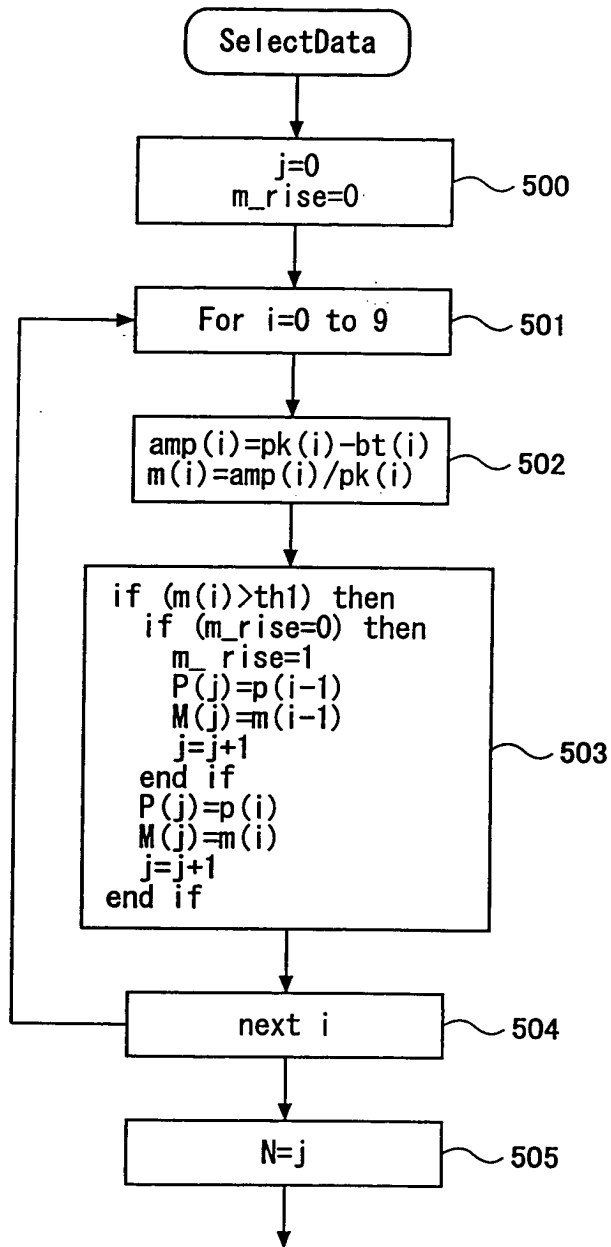 SelectData
j=0
m_rise=0
500
For i=0 to 9
501
amp(i)=pk(i)-bt(i)
m(i)=amp(i)/pk(i)
502
if (m(i)>th1) then
if (m_rise=0) then
m_ rise=1
P(j)=p(i-1)
M(j)=m(i-1)
j=j+1
end if
P(j)=p(i)
M(j)=m(i)
j=j+1
end if
503
next i
504
N=j
505